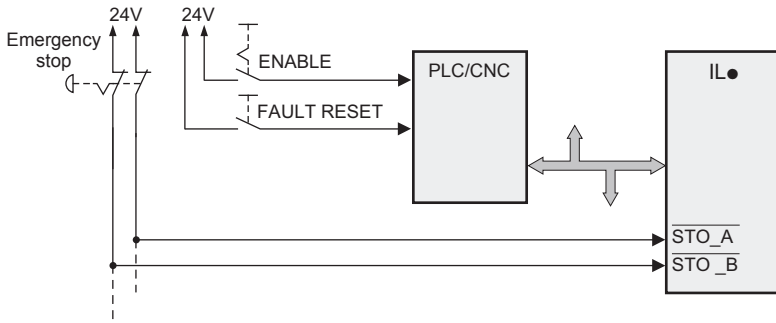 24V
24V
Emergency
stop
ENABLE
FAULT RESET
PLC/CNC
IL●
STO_A
STO _B